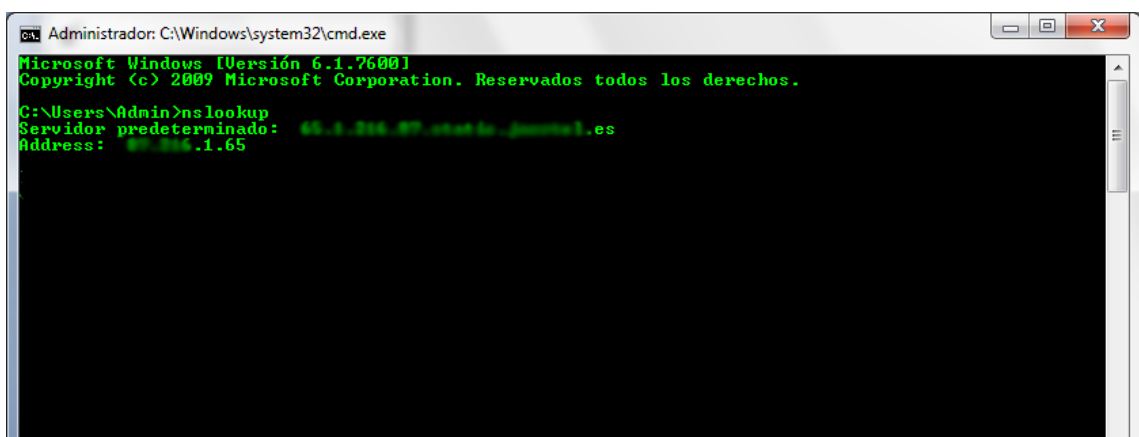 Administrador: C:\Windows\system32\cmd.exe
Microsoft Windows [Versión 6.1.7600]
Copyright (c) 2009 Microsoft Corporation. Reservados todos los derechos.
C:\Users\Admin>nslookup
Servidor predeterminado: .es
Address: .1.65